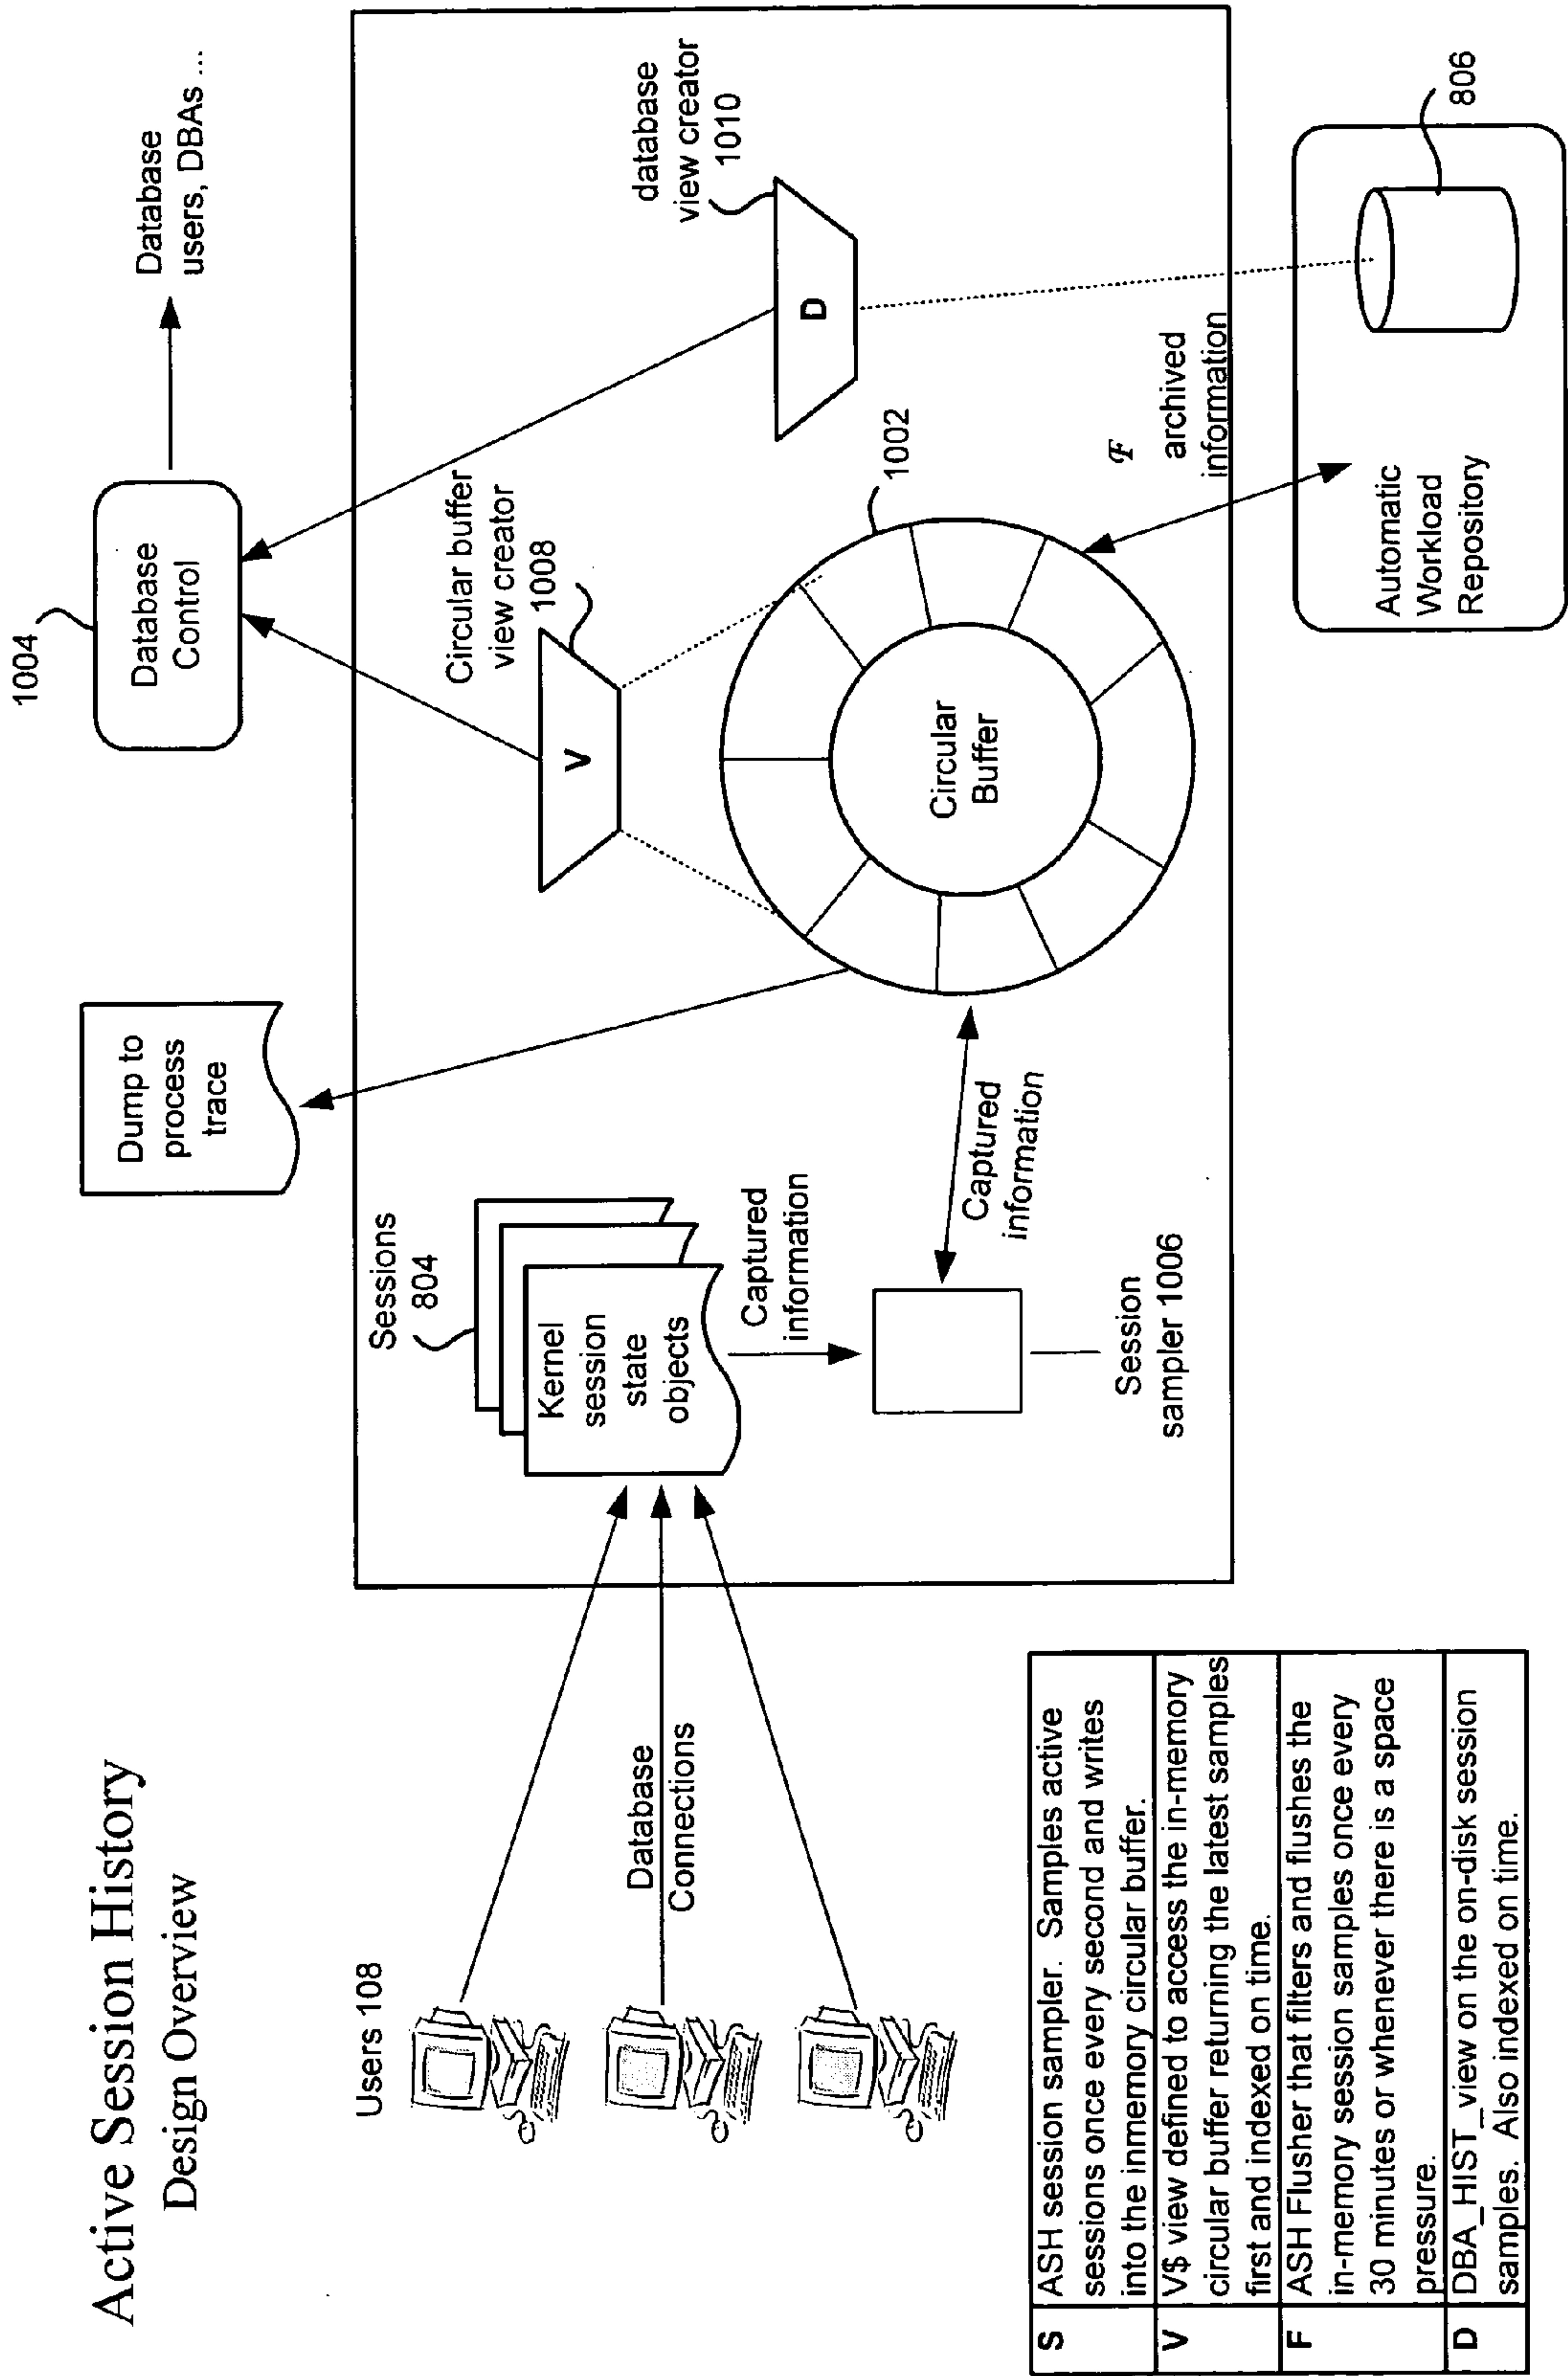 Active Session History
Design Overview
Users 108
Database
Connections
Sessions
804
Kernel
session
state
objects
Captured
information
Session
sampler 1006
Captured
information
Dump to
process
trace
1004
Database
Control
Database
users, DBAs ...
Circular buffer
view creator
1008
V
database
view creator
1010
D
1002
Circular
Buffer
F
archived
information
Automatic
Workload
Repository
806
S
ASH session sampler. Samples active
sessions once every second and writes
into the inmemory circular buffer.
V
V$ view defined to access the in-memory
circular buffer returning the latest samples
first and indexed on time.
F
ASH Flusher that filters and flushes the
in-memory session samples once every
30 minutes or whenever there is a space
pressure.
D
DBA_HIST_view on the on-disk session
samples. Also indexed on time.